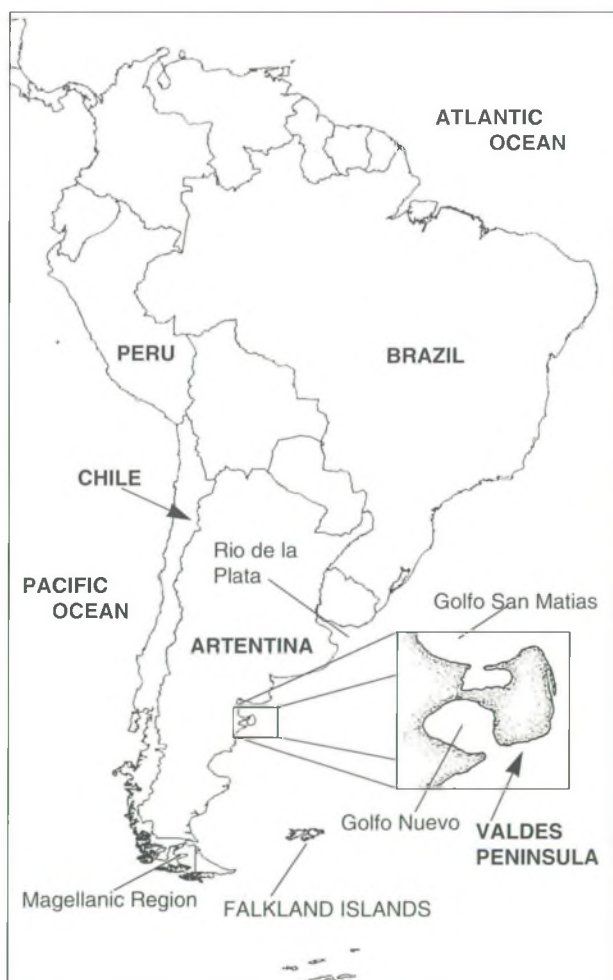 ATLANTIC
OCEAN
PERU
BRAZIL
CHILE
Rio de la
Plata
PACIFIC
OCEAN
Golfo San Matias
ARTENTINA
Golfo Nuevo
VALDES
PENINSULA
Magellanic Region
FALKLAND ISLANDS